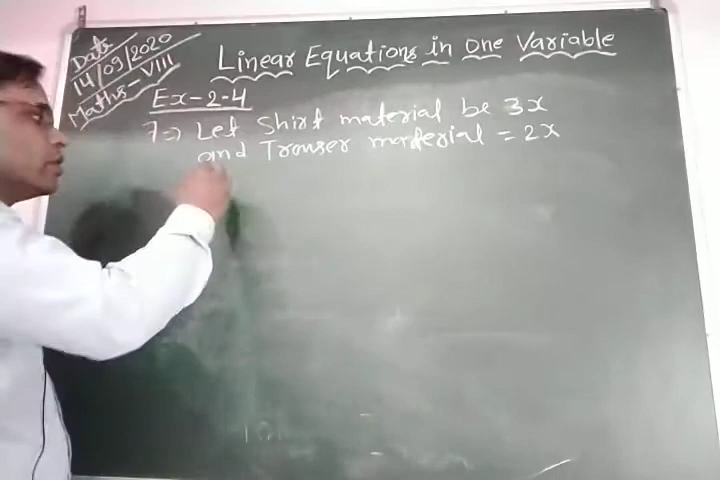 Date
14/09/2020
Maths-VIII
Linear Equations in one Variable
Ex-2.4
7⇒ Let Shirt material be 3x
and Trouser material = 2x